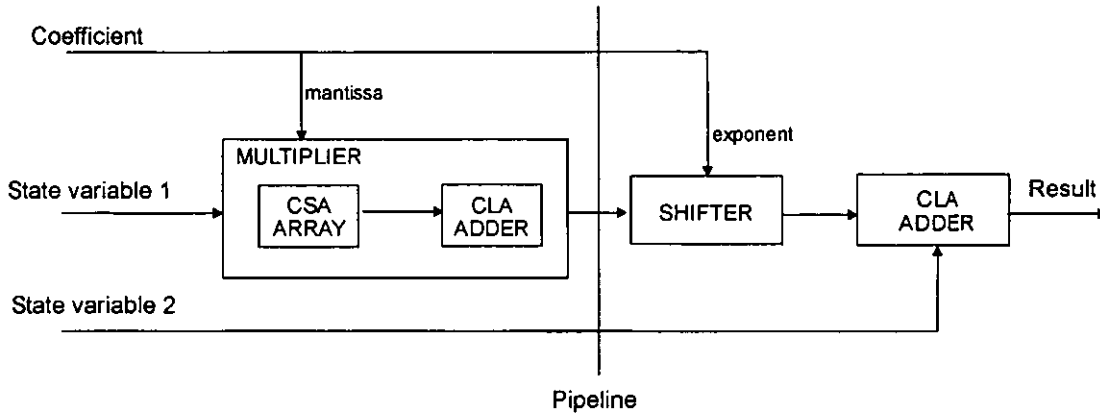 Coefficient
mantissa
exponent
MULTIPLIER
State variable 1
CSA
ARRAY
CLA
ADDER
SHIFTER
CLA
ADDER
Result
State variable 2
Pipeline